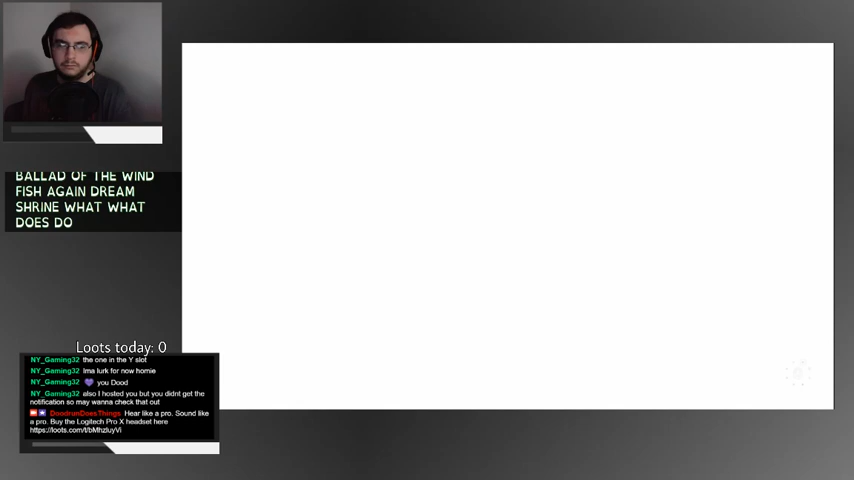 BALLAD OF THE WIND
FISH AGAIN DREAM
SHRINE WHAT WHAT
DOES DO
Loots today: 0
NY_Gaming32 the one in the Y slot
NY_Gaming32 Ima lurk for now homie
NY_Gaming32 💜 you Dood
NY_Gaming32 also I hosted you but you didnt get the
notification so may wanna check that out
DoodrunDoesThings: Hear like a pro. Sound like
a pro. Buy the Logitech Pro X headset here
https://loots.com/t/bMhzluyVi